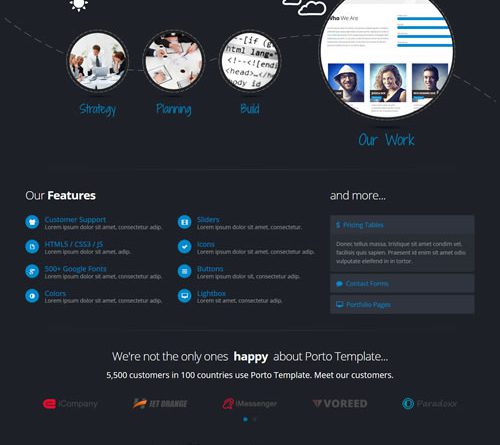 Who We Are
<!--[if g
html lang=
<!--<![endif
<head>…
<meta c
Strategy
Planning
Build
Our Work
Our Features
and more...
Customer Support
Lorem ipsum dolor sit amet, consectetur adip.
Sliders
Lorem ipsum dolor sit amet, consectetur.
$ Pricing Tables
HTML5 / CSS3 / JS
Lorem ipsum dolor sit amet, adip.
Icons
Lorem ipsum dolor sit amet, consectetur adip.
Donec tellus massa, tristique sit amet condim vel,
facilisis quis sapien. Praesent id enim sit amet odio
vulputate eleifend in in tortor.
500+ Google Fonts
Lorem ipsum dolor sit amet, consectetur adip.
Buttons
Lorem ipsum dolor sit, consectetur adip.
Contact Forms
Colors
Lorem ipsum dolor sit amet, consectetur adip.
Lightbox
Lorem ipsum dolor sit amet, consectetur adip.
Portfolio Pages
We're not the only ones happy about Porto Template...
5,500 customers in 100 countries use Porto Template. Meet our customers.
iCompany
JET ORANGE
iMessenger
VOREED
Paradoior